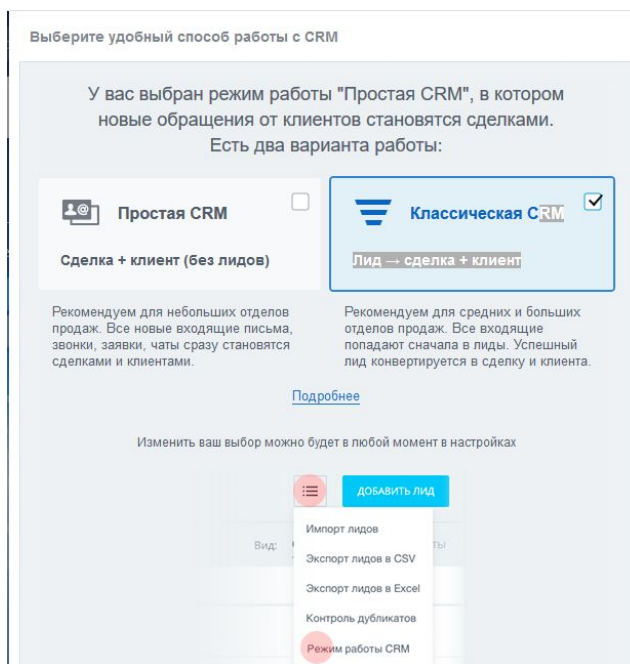 Выберите удобный способ работы с CRM
У вас выбран режим работы "Простая CRM", в котором
новые обращения от клиентов становятся сделками.
Есть два варианта работы:
Простая CRM
Сделка + клиент (без лидов)
Классическая CRM
Лид → сделка + клиент
Рекомендуем для небольших отделов
продаж. Все новые входящие письма,
звонки, заявки, чаты сразу становятся
сделками и клиентами.
Рекомендуем для средних и больших
отделов продаж. Все входящие
попадают сначала в лиды. Успешный
лид конвертируется в сделку и клиента.
Подробнее
Изменить ваш выбор можно будет в любой момент в настройках
ДОБАВИТЬ ЛИД
Вид:
Импорт лидов
Экспорт лидов в CSV
Экспорт лидов в Excel
Контроль дубликатов
Режим работы CRM